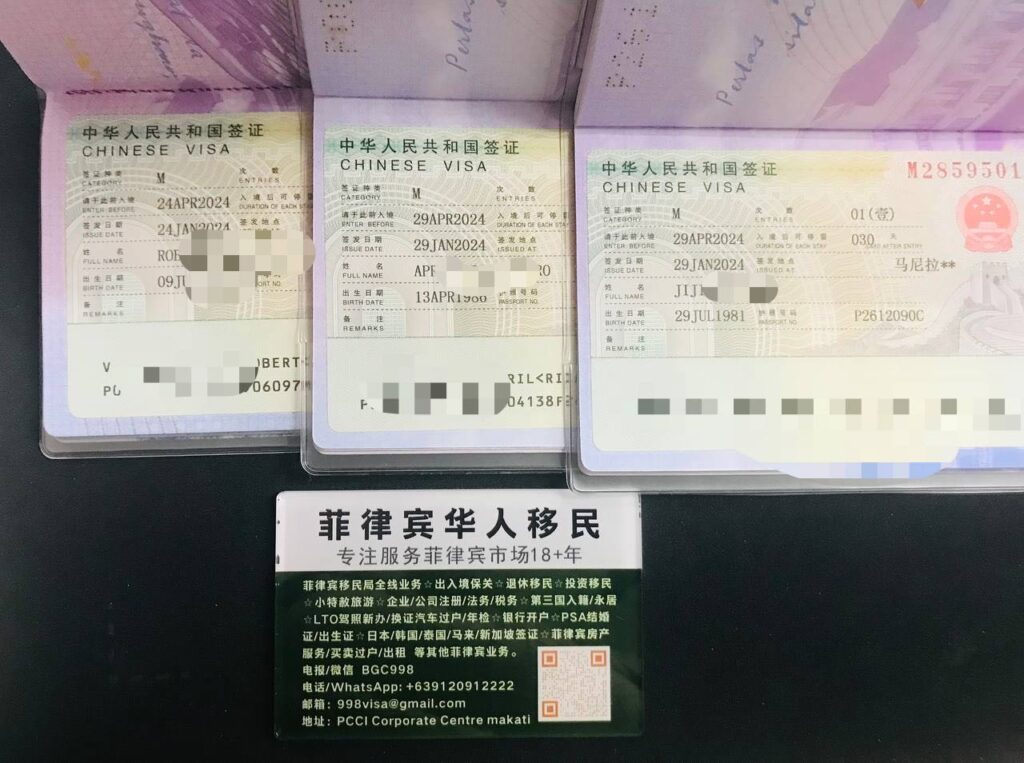 Pertas
Pertas
中华人民共和国签证
CHINESE VISA
签证种类 M 次数
CATEGORY ENTRIES
请于此前入境 24APR2024 入境后可停留
ENTER BEFORE DURATION OF EACH STAY
签发日期 24JAN2024 签发地点
ISSUE DATE
姓名
FULL NAME
出生日期
BIRTH DATE
备注
REMARKS
中华人民共和国签证
CHINESE VISA
签证种类 M 次数
CATEGORY ENTRIES
请于此前入境 29APR2024 入境后可停留
ENTER BEFORE DURATION OF EACH STAY
签发日期 29JAN2024 签发地点
ISSUE DATE ISSUED AT
姓名
FULL NAME
出生日期 护照号码
BIRTH DATE PASSPORT NO.
备注
REMARKS
中华人民共和国签证 M2859501
CHINESE VISA
签证种类 M 次数 01(壹)
CATEGORY ENTRIES
请于此前入境 29APR2024 入境后可停留 030 天
ENTER BEFORE DURATION OF EACH STAY DAYS AFTER ENTRY
签发日期 29JAN2024 签发地点 马尼拉**
ISSUE DATE ISSUED AT
姓名 JIJI
FULL NAME
出生日期 29JUL1981 护照号码 P2612090C
BIRTH DATE PASSPORT NO.
备注
REMARKS
菲律宾华人移民
专注服务菲律宾市场18+年
菲律宾移民局全线业务☆出入境保关☆退休移民☆投资移民
☆小特赦旅游☆企业/公司注册/法务/税务☆第三国入籍/永居
☆LTO驾照新办/换证汽车过户/年检☆银行开户☆PSA结婚
证/出生证☆日本/韩国/泰国/马来/新加坡签证☆菲律宾房产
服务/买卖过户/出租 等其他菲律宾业务。
电报/微信 BGC998
电话/WhatsApp: +639120912222
邮箱：998visa@gmail.com
地址：PCCI Corporate Centre makati